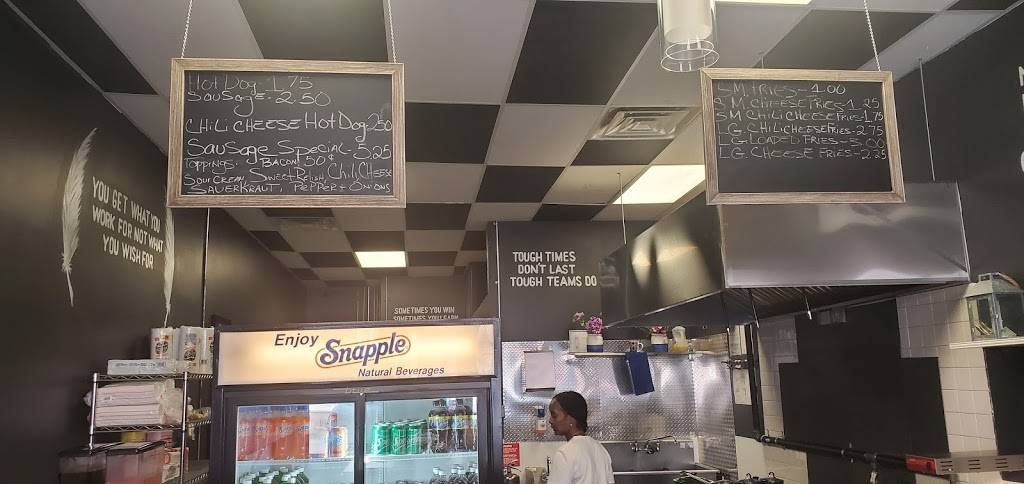 Hot Dog 1.75
Sausage - 2.50
CHILI CHEESE Hot Dog 2.50
Sausage Special - 5.25
TOPPINGS: BACON 50¢
SOUR CREAM, Sweet Relish, Chili Cheese
SAUERKRAUT, PEPPER + ONIONS
SM. FRIES - 1.00
SM. CHEESE FRIES - 1.25
SM CHILI CHEESE FRIES - 1.75
LG. CHILI CHEESE FRIES - 2.75
LG. LOADED FRIES - 5.00
LG. CHEESE FRIES - 2.25
YOU GET WHAT YOU
WORK FOR NOT WHAT
YOU WISH FOR
TOUGH TIMES
DON'T LAST
TOUGH TEAMS DO
SOMETIMES YOU WIN
SOMETIMES YOU LEARN
Enjoy
Snapple
Natural Beverages